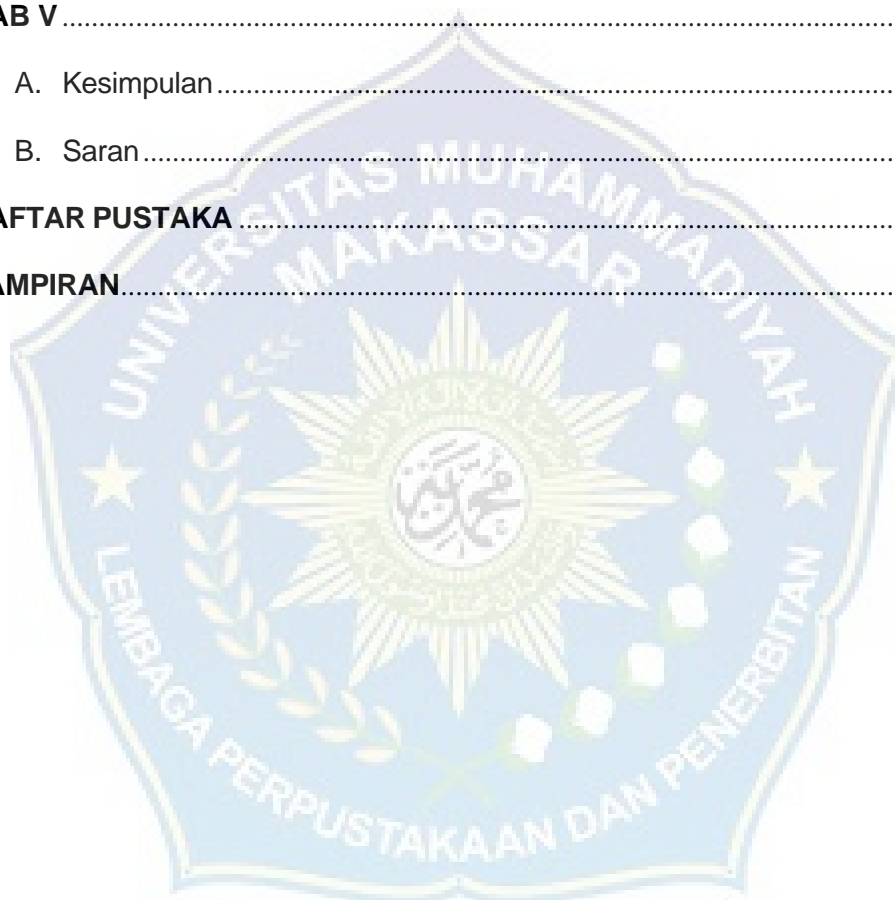 AB V ........................................................................
A. Kesimpulan ........................................................................
B. Saran ........................................................................
AFTAR PUSTAKA ........................................................................
AMPIRAN ........................................................................
UNIVERSITAS MUHAMMADIYAH
MAKASSAR
LEMBAGA PERPUSTAKAAN DAN PENERBITAN